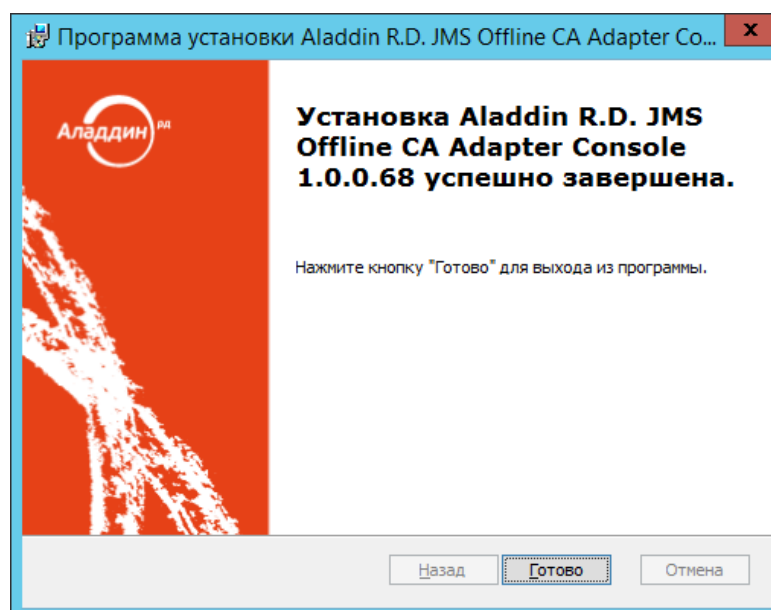 Программа установки Aladdin R.D. JMS Offline CA Adapter Co...
x
Аладдин РД
Установка Aladdin R.D. JMS
Offline CA Adapter Console
1.0.0.68 успешно завершена.
Нажмите кнопку "Готово" для выхода из программы.
Назад Готово Отмена